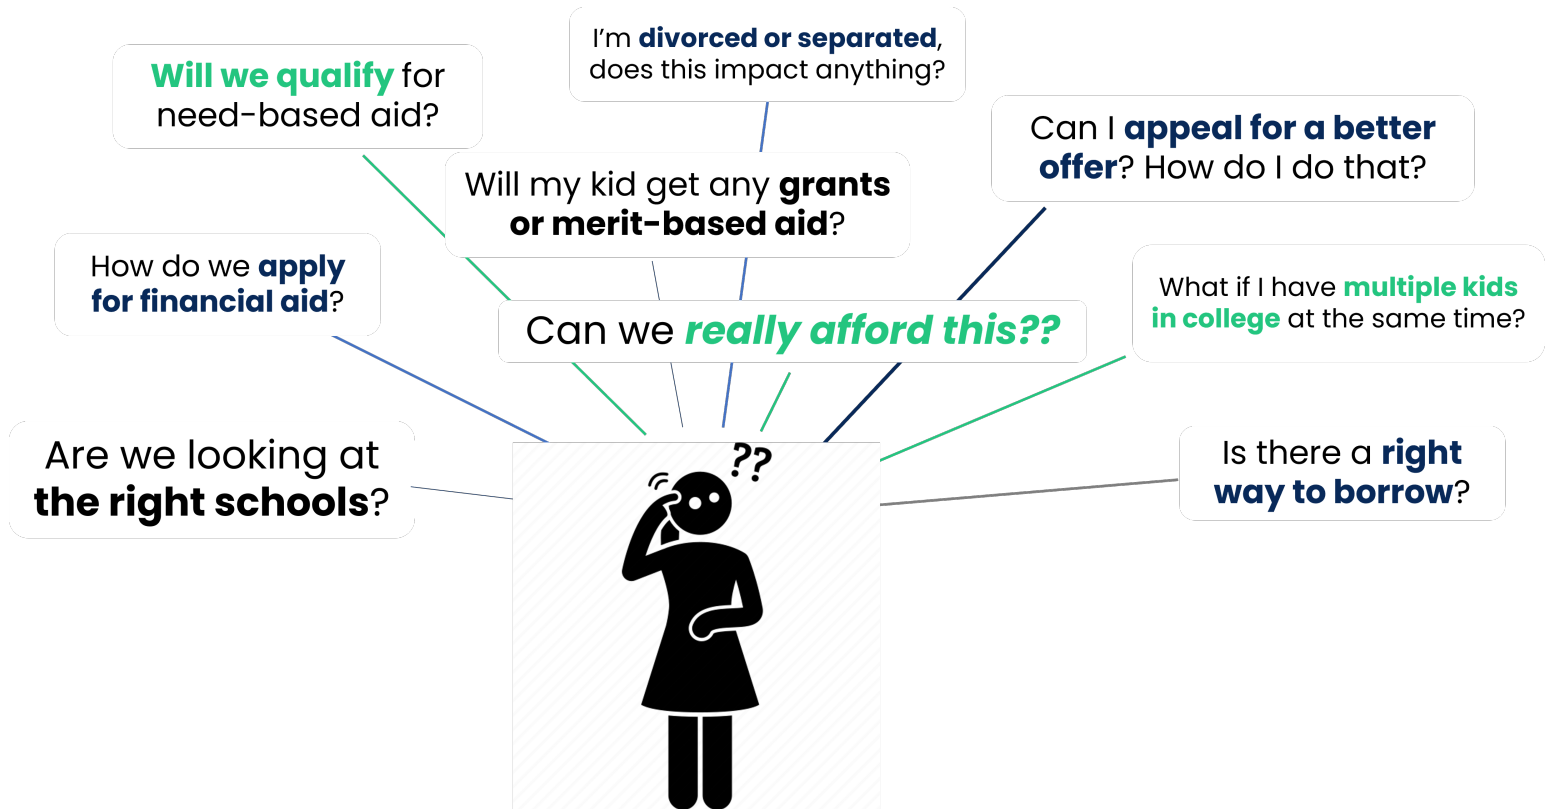 I'm divorced or separated,
does this impact anything?
Will we qualify for
need-based aid?
Can I appeal for a better
offer? How do I do that?
Will my kid get any grants
or merit-based aid?
How do we apply
for financial aid?
What if I have multiple kids
in college at the same time?
Can we really afford this??
Are we looking at
the right schools?
Is there a right
way to borrow?
??